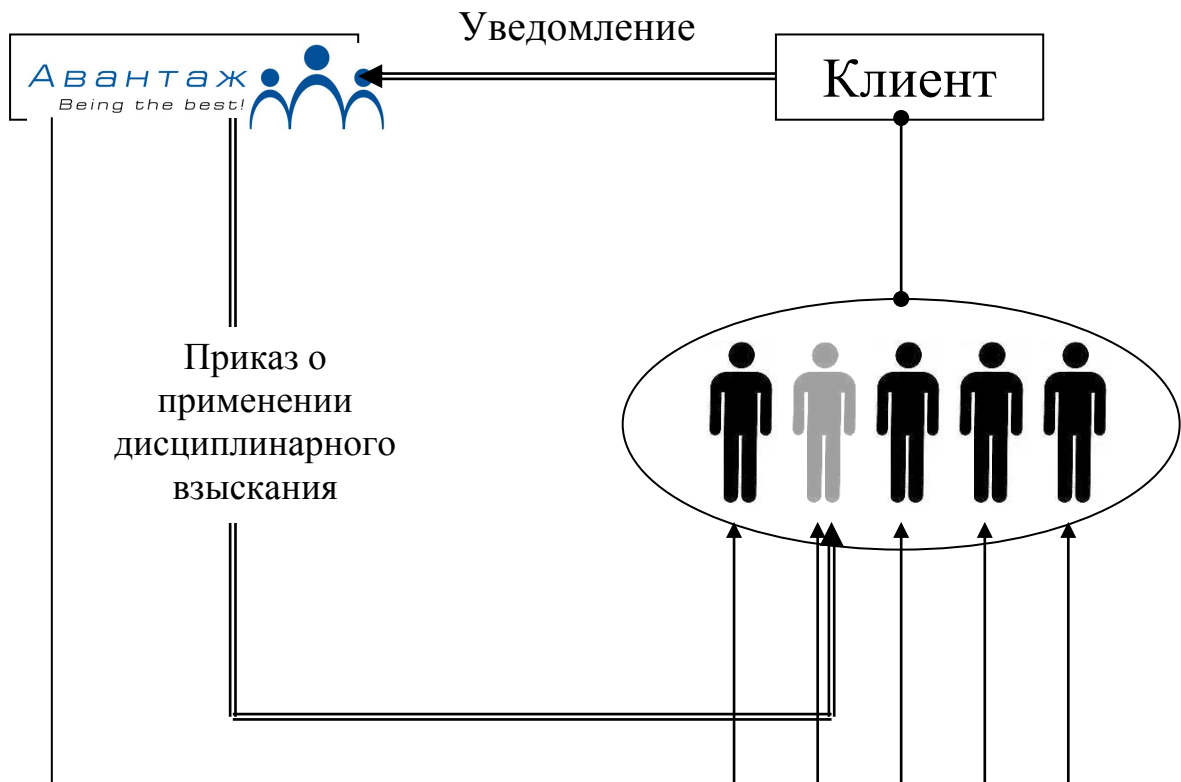 Уведомление
Авантаж
Being the best!
Клиент
Приказ о
применении
дисциплинарного
взыскания